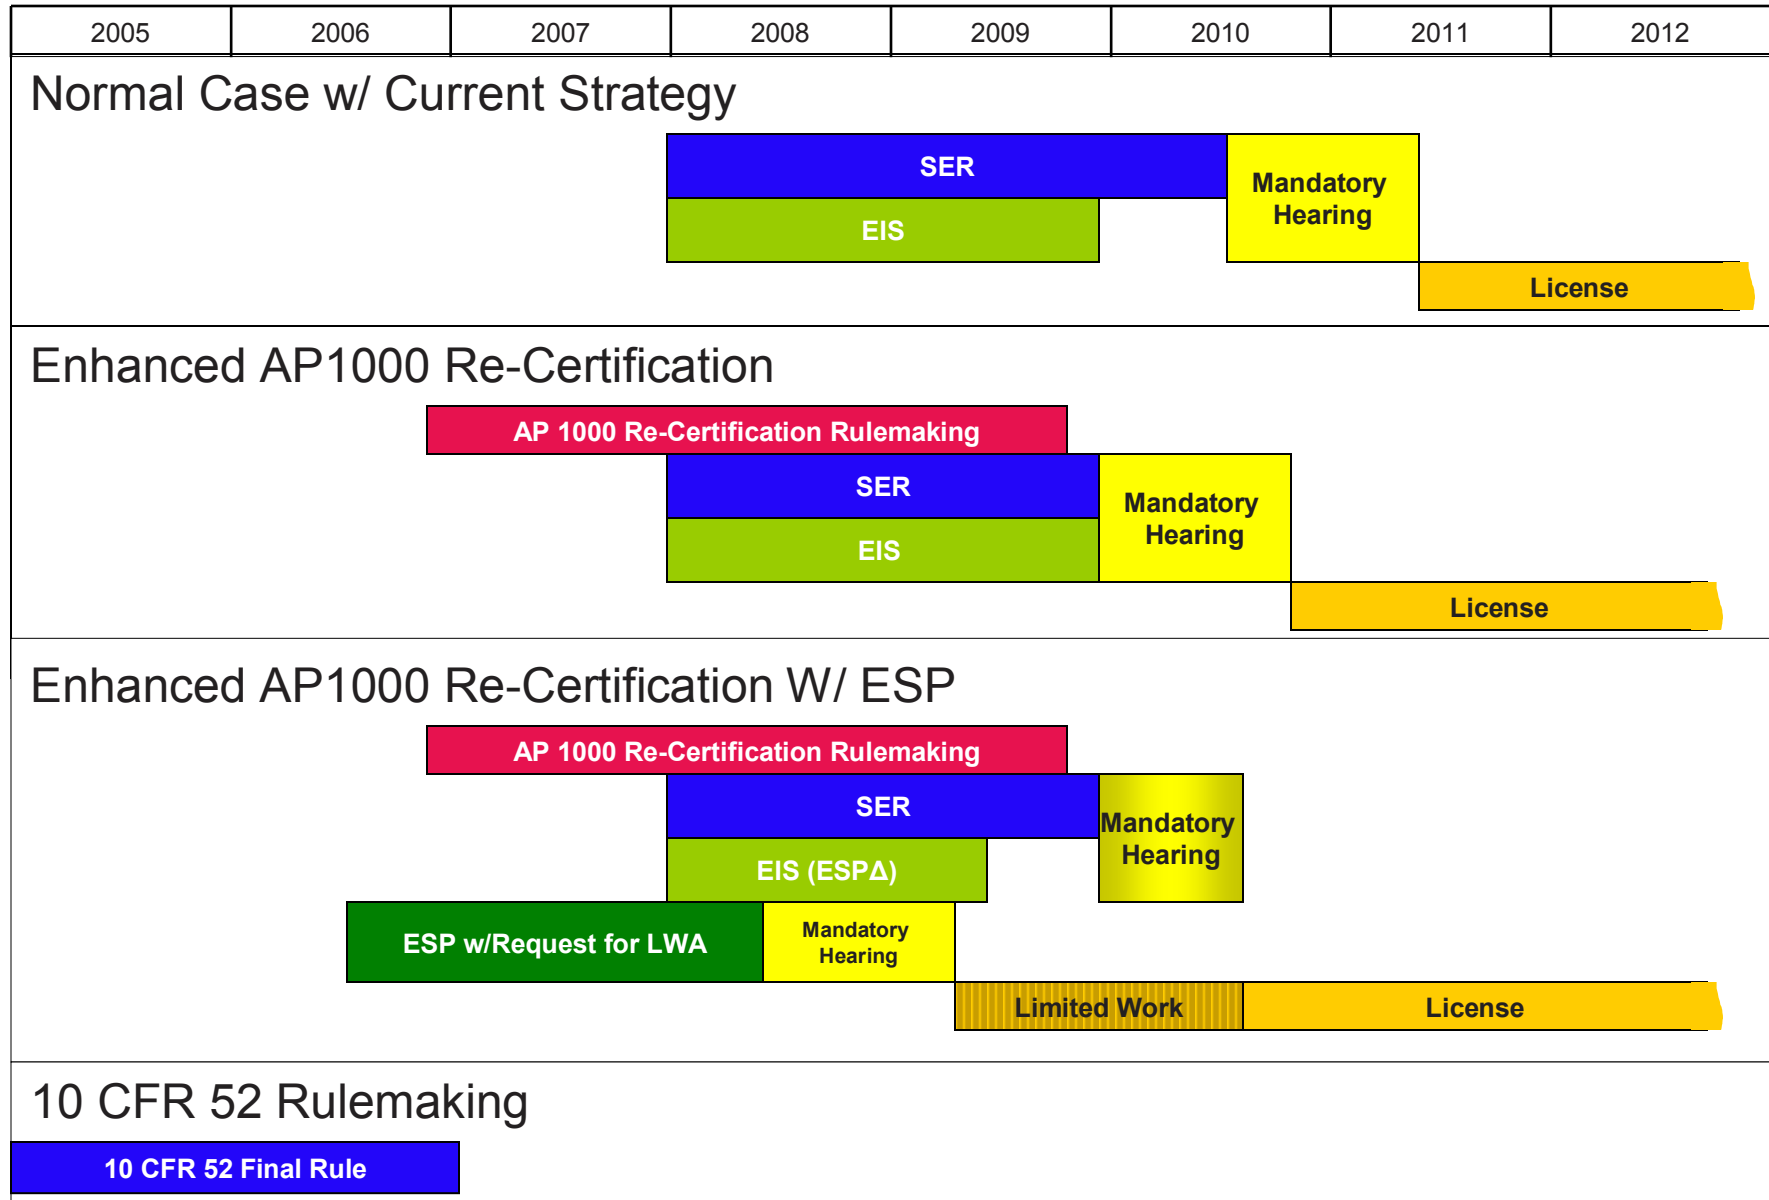 2005 2006 2007 2008 2009 2010 2011 2012
Normal Case w/ Current Strategy
SER
Mandatory
Hearing
EIS
License
Enhanced AP1000 Re-Certification
AP 1000 Re-Certification Rulemaking
SER
Mandatory
Hearing
EIS
License
Enhanced AP1000 Re-Certification W/ ESP
AP 1000 Re-Certification Rulemaking
SER
Mandatory
Hearing
EIS (ESPΔ)
ESP w/Request for LWA
Mandatory
Hearing
Limited Work
License
10 CFR 52 Rulemaking
10 CFR 52 Final Rule